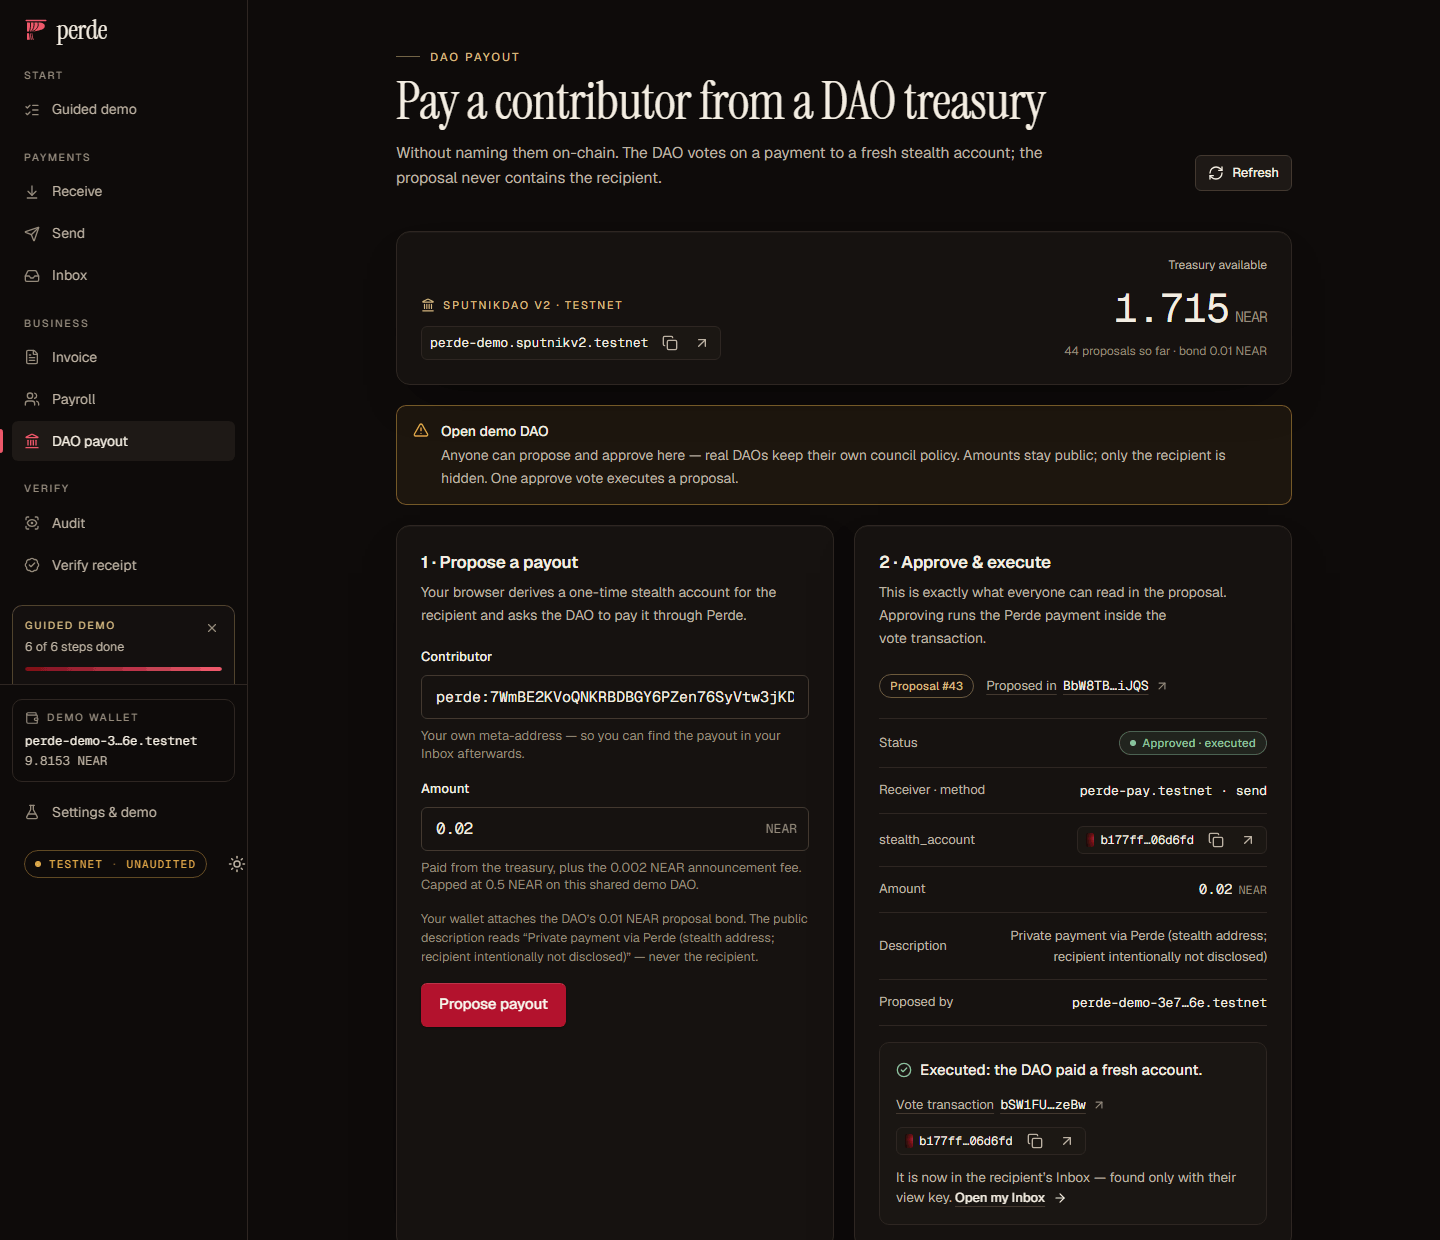 perde
START
Guided demo
PAYMENTS
Receive
Send
Inbox
BUSINESS
Invoice
Payroll
DAO payout
VERIFY
Audit
Verify receipt
GUIDED DEMO
6 of 6 steps done
DEMO WALLET
perde-demo-3…6e.testnet
9.8153 NEAR
Settings & demo
TESTNET · UNAUDITED
DAO PAYOUT
Pay a contributor from a DAO treasury
Without naming them on-chain. The DAO votes on a payment to a fresh stealth account; the
proposal never contains the recipient.
Refresh
SPUTNIKDAO V2 · TESTNET
perde-demo.sputnikv2.testnet
Treasury available
1.715 NEAR
44 proposals so far · bond 0.01 NEAR
Open demo DAO
Anyone can propose and approve here — real DAOs keep their own council policy. Amounts stay public; only the recipient is
hidden. One approve vote executes a proposal.
1 · Propose a payout
Your browser derives a one-time stealth account for the
recipient and asks the DAO to pay it through Perde.
Contributor
perde:7WmBE2KVoQNKRBDBGY6PZen76SyVtw3jKD
Your own meta-address — so you can find the payout in your
Inbox afterwards.
Amount
0.02 NEAR
Paid from the treasury, plus the 0.002 NEAR announcement fee.
Capped at 0.5 NEAR on this shared demo DAO.
Your wallet attaches the DAO's 0.01 NEAR proposal bond. The public
description reads “Private payment via Perde (stealth address;
recipient intentionally not disclosed)” — never the recipient.
Propose payout
2 · Approve & execute
This is exactly what everyone can read in the proposal.
Approving runs the Perde payment inside the
vote transaction.
Proposal #43 Proposed in BbW8TB…iJQS
Status Approved · executed
Receiver · method perde-pay.testnet · send
stealth_account b177ff…06d6fd
Amount 0.02 NEAR
Description Private payment via Perde (stealth address;
recipient intentionally not disclosed)
Proposed by perde-demo-3e7…6e.testnet
Executed: the DAO paid a fresh account.
Vote transaction bSW1FU…zeBw
b177ff…06d6fd
It is now in the recipient's Inbox — found only with their
view key. Open my Inbox